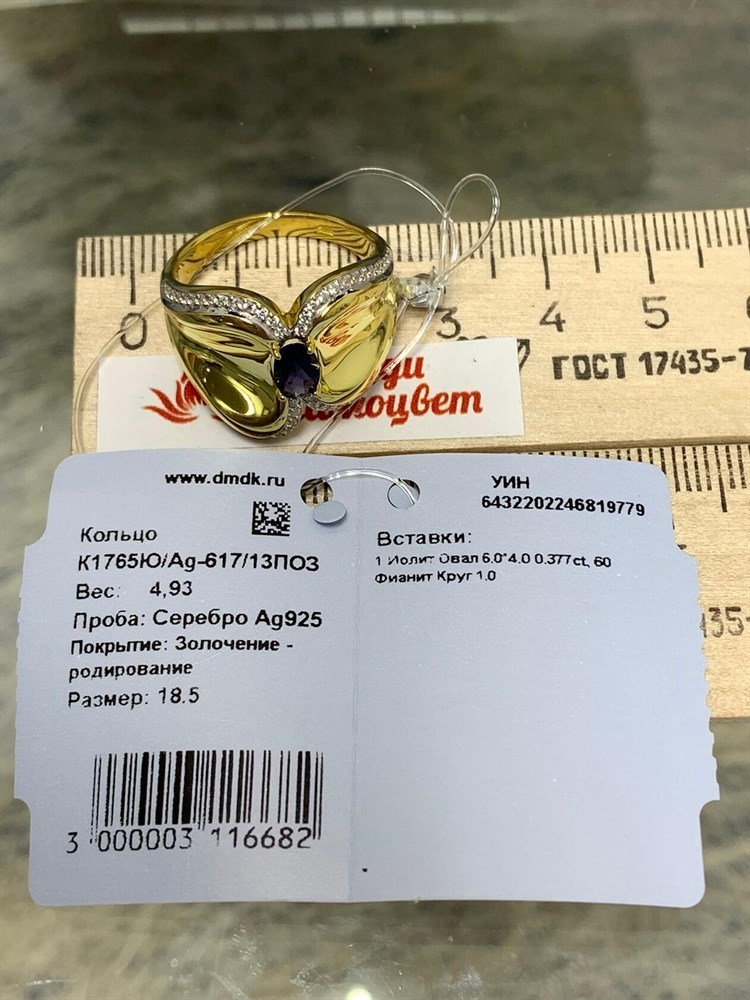 0 3 4 5
ГОСТ 17435-7
оцвет
www.dmdk.ru
УИН
6432202246819779
Кольцо
К1765Ю/Ag-617/13ПОЗ
Вес: 4,93
Проба: Серебро Ag925
Покрытие: Золочение -
родирование
Размер: 18.5
Вставки:
1 Иолит Овал 6.0*4.0 0.377ct, 60
Фианит Круг 1.0
3 000003 116682